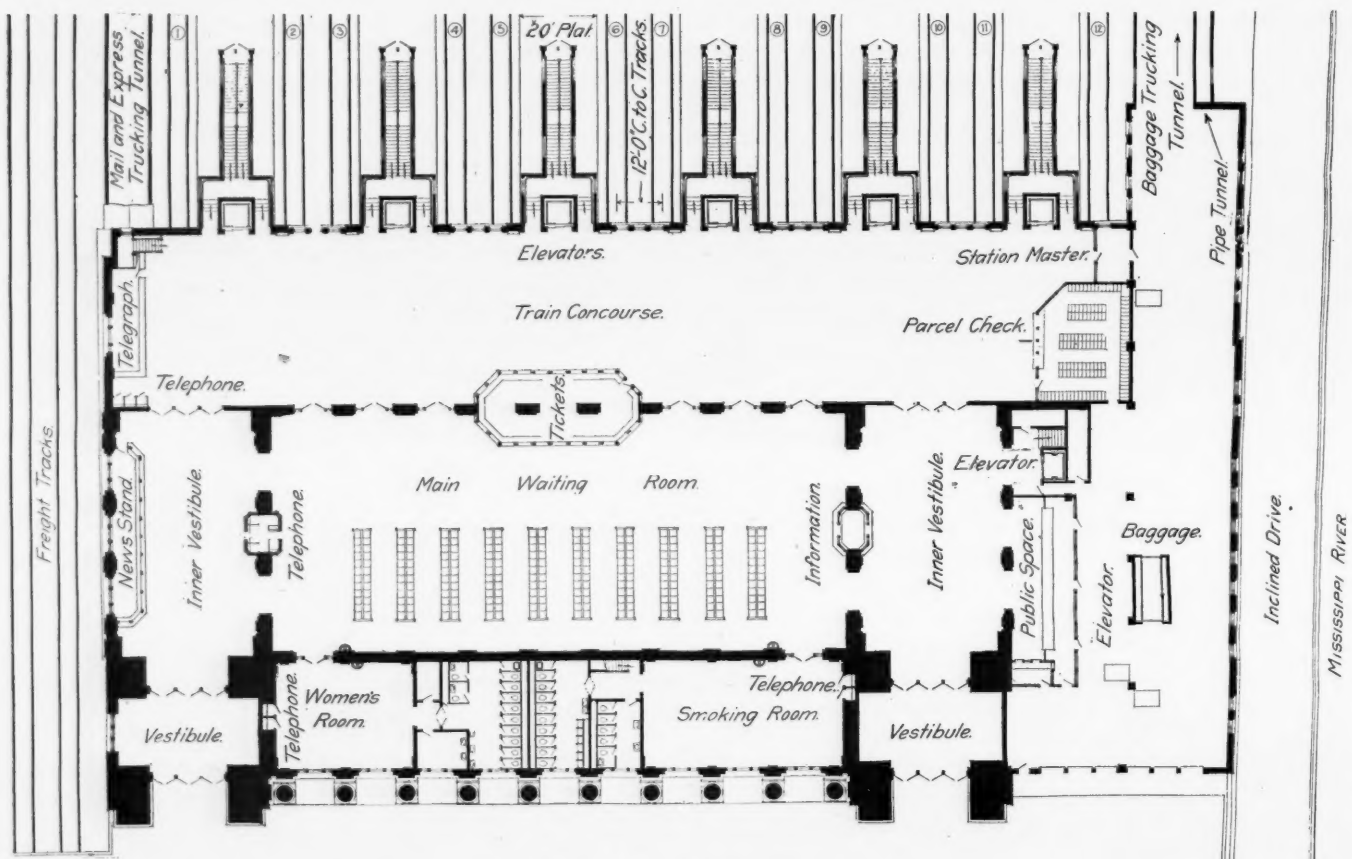 Mail and Express
Trucking Tunnel.
①
②
③
④
⑤
20' Plat.
⑥
12'-0" C. to C. Tracks.
⑦
⑧
⑨
⑩
⑪
⑫
Baggage Trucking
Tunnel.
Pipe Tunnel.
Elevators.
Station Master.
Train Concourse.
Parcel Check.
Telegraph.
Telephone.
Tickets.
Freight Tracks.
News Stand.
Inner Vestibule.
Telephone.
Main Waiting Room.
Information.
Inner Vestibule.
Elevator.
Public Space.
Elevator.
Baggage.
Inclined Drive.
MISSISSIPPI RIVER
Vestibule.
Telephone.
Women's
Room.
Telephone.
Smoking Room.
Vestibule.